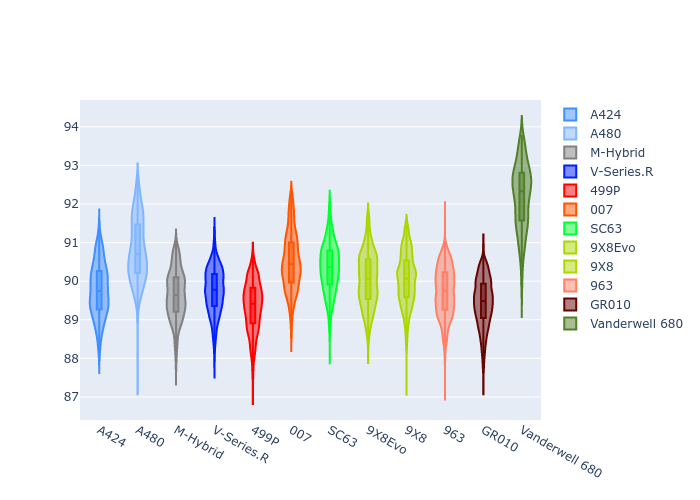 94
93
92
91
90
89
88
87
A424
A480
M-Hybrid
V-Series.R
499P
007
SC63
9X8Evo
9X8
963
GR010
Vanderwell 680
A424
A480
M-Hybrid
V-Series.R
499P
007
SC63
9X8Evo
9X8
963
GR010
Vanderwell 680